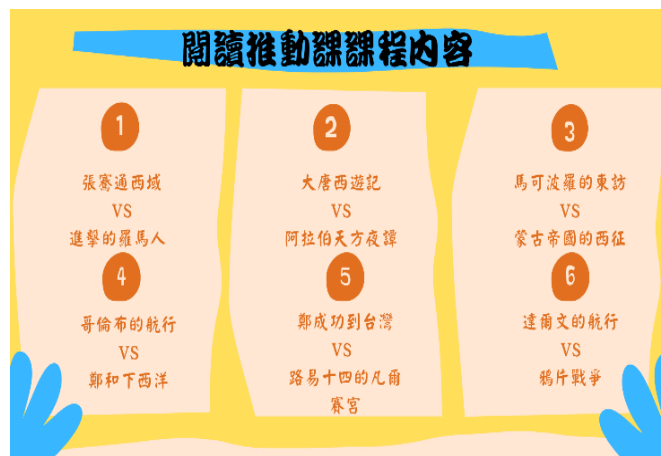 閱讀推動課課程內容
1
張騫通西域
VS
進擊的羅馬人
2
大唐西遊記
VS
阿拉伯天方夜譚
3
馬可波羅的東訪
VS
蒙古帝國的西征
4
哥倫布的航行
VS
鄭和下西洋
5
鄭成功到台灣
VS
路易十四的凡爾
賽宮
6
達爾文的航行
VS
鴉片戰爭